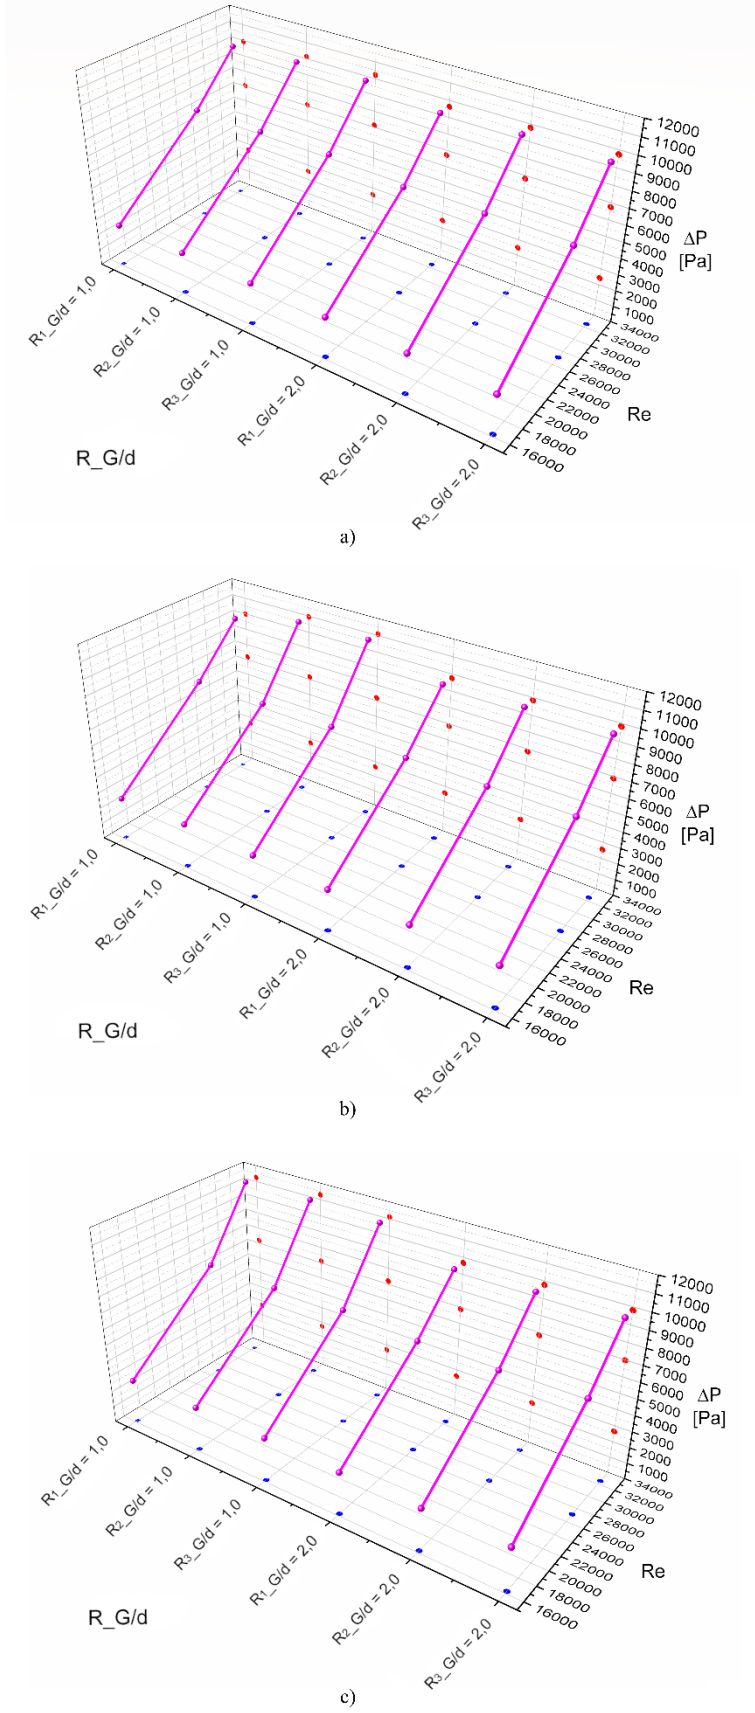 12000
11000
10000
9000
8000
7000
6000
5000
4000
3000
2000
1000
ΔP
[Pa]
34000
32000
30000
28000
26000
24000
22000
20000
18000
16000
Re
R1_G/d = 1,0
R2_G/d = 1,0
R3_G/d = 1,0
R1_G/d = 2,0
R2_G/d = 2,0
R3_G/d = 2,0
R_G/d
a)
12000
11000
10000
9000
8000
7000
6000
5000
4000
3000
2000
1000
ΔP
[Pa]
34000
32000
30000
28000
26000
24000
22000
20000
18000
16000
Re
R1_G/d = 1,0
R2_G/d = 1,0
R3_G/d = 1,0
R1_G/d = 2,0
R2_G/d = 2,0
R3_G/d = 2,0
R_G/d
b)
12000
11000
10000
9000
8000
7000
6000
5000
4000
3000
2000
1000
ΔP
[Pa]
34000
32000
30000
28000
26000
24000
22000
20000
18000
16000
Re
R1_G/d = 1,0
R2_G/d = 1,0
R3_G/d = 1,0
R1_G/d = 2,0
R2_G/d = 2,0
R3_G/d = 2,0
R_G/d
c)